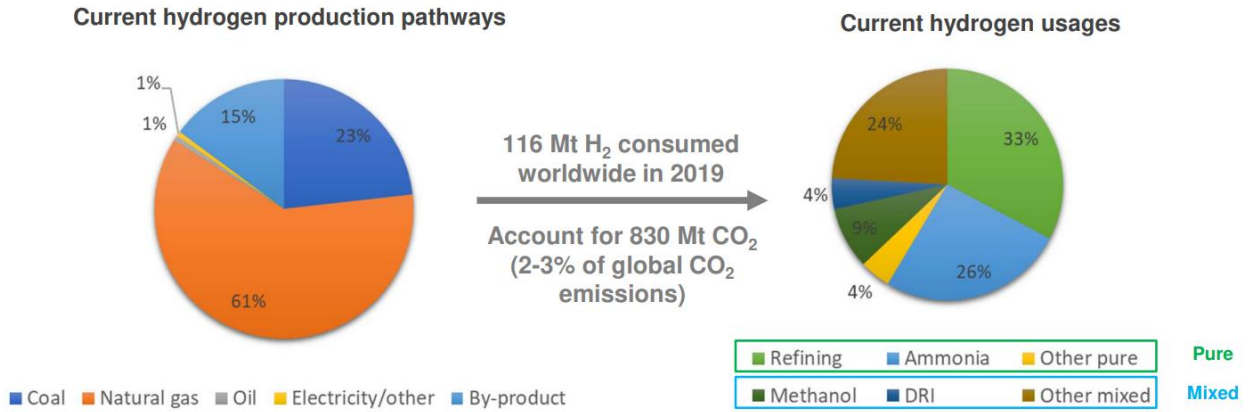 Current hydrogen production pathways
1%
1%
15%
23%
61%
Coal Natural gas Oil Electricity/other By-product
116 Mt H₂ consumed
worldwide in 2019
Account for 830 Mt CO₂
(2-3% of global CO₂
emissions)
Current hydrogen usages
24%
33%
4%
9%
26%
4%
Refining Ammonia Other pure Pure
Methanol DRI Other mixed Mixed